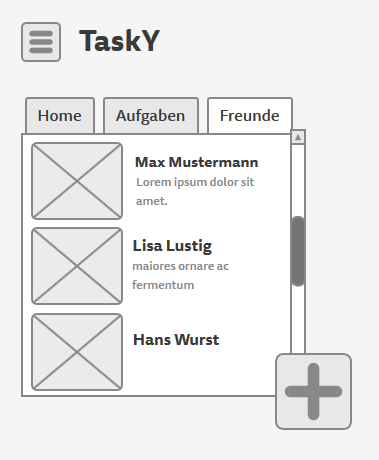 TaskY
Home
Aufgaben
Freunde
Max Mustermann
Lorem ipsum dolor sit
amet.
Lisa Lustig
maiores ornare ac
fermentum
Hans Wurst